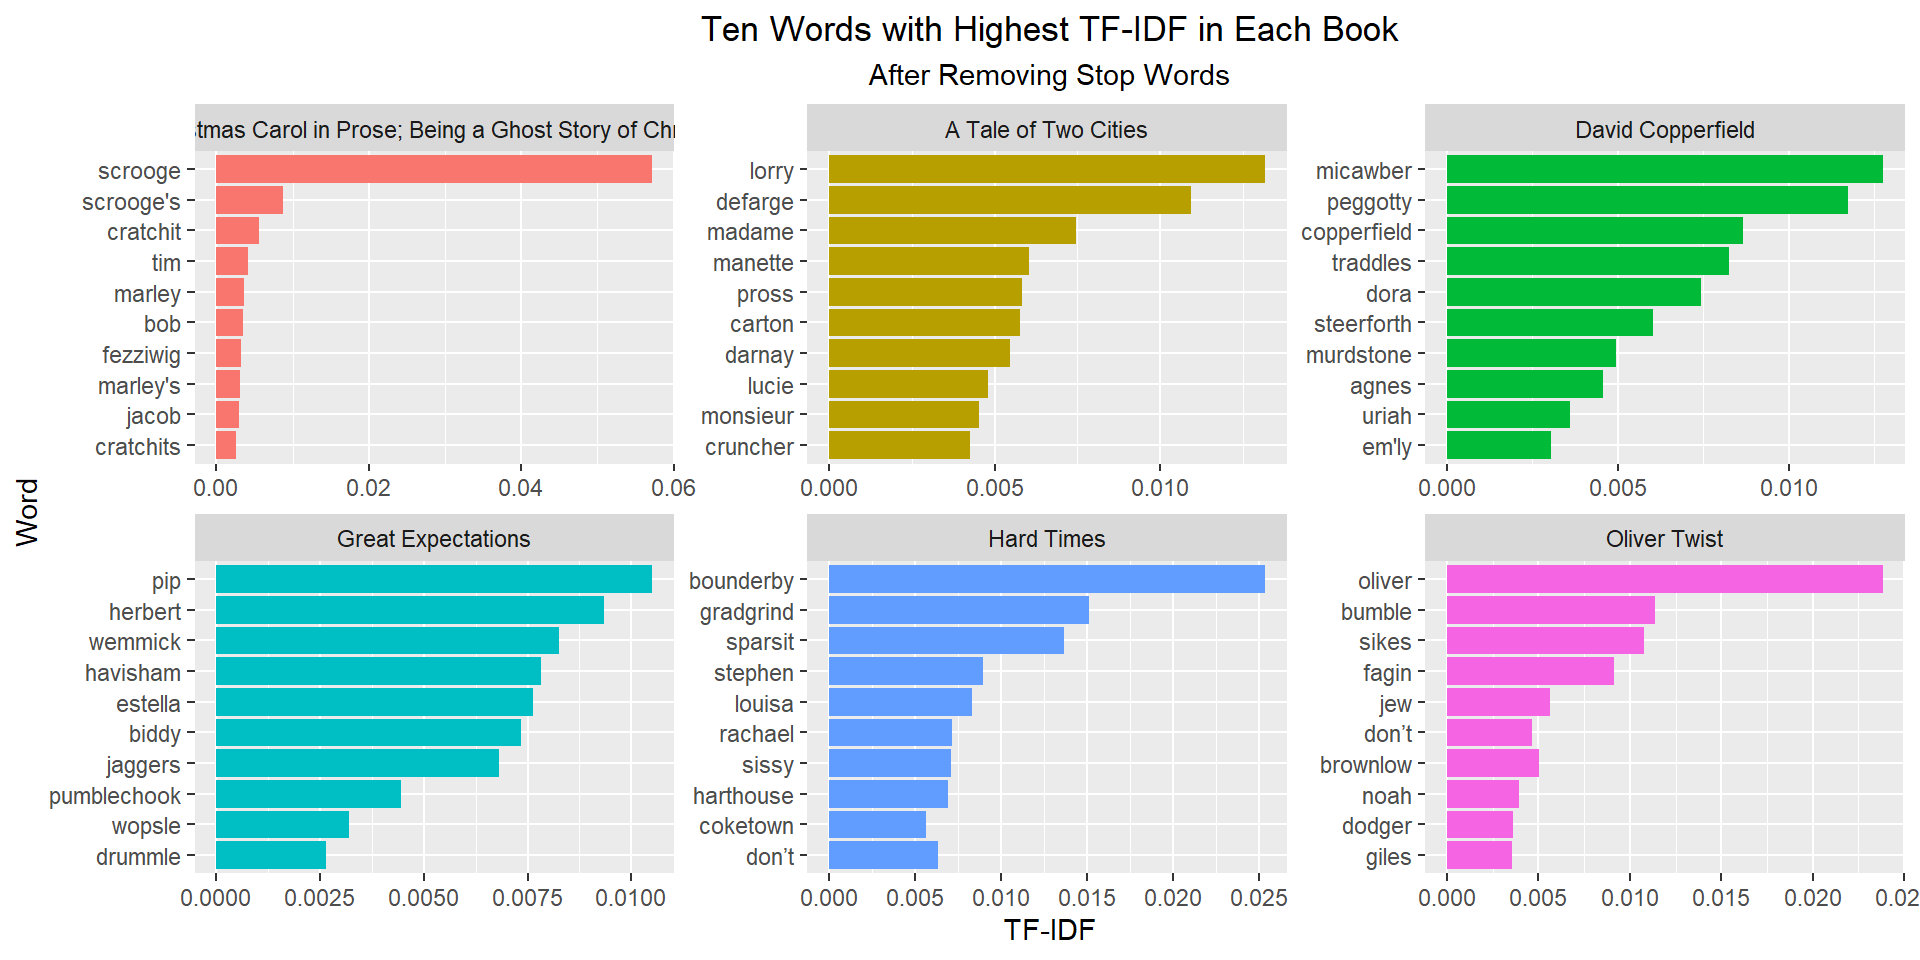 Ten Words with Highest TF-IDF in Each Book
After Removing Stop Words
Word
tmas Carol in Prose; Being a Ghost Story of Chr
scrooge
scrooge's
cratchit
tim
marley
bob
fezziwig
marley's
jacob
cratchits
0.00 0.02 0.04 0.06
A Tale of Two Cities
lorry
defarge
madame
manette
pross
carton
darnay
lucie
monsieur
cruncher
0.000 0.005 0.010
David Copperfield
micawber
peggotty
copperfield
traddles
dora
steerforth
murdstone
agnes
uriah
em'ly
0.000 0.005 0.010
Great Expectations
pip
herbert
wemmick
havisham
estella
biddy
jaggers
pumblechook
wopsle
drummle
0.0000 0.0025 0.0050 0.0075 0.0100
Hard Times
bounderby
gradgrind
sparsit
stephen
louisa
rachael
sissy
harthouse
coketown
don’t
0.000 0.005 0.010 0.015 0.020 0.025
Oliver Twist
oliver
bumble
sikes
fagin
jew
don’t
brownlow
noah
dodger
giles
0.000 0.005 0.010 0.015 0.020 0.02
TF-IDF